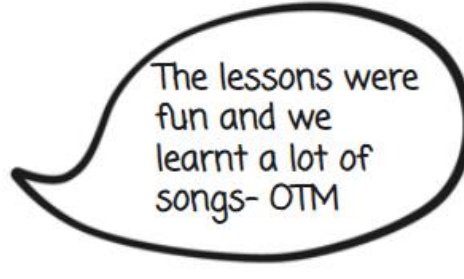 The lessons were
fun and we
learnt a lot of
songs- OTM